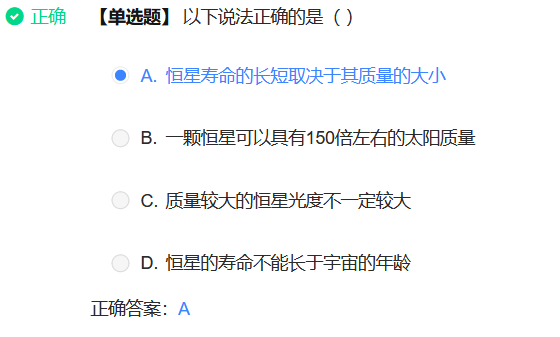 正确 【单选题】 以下说法正确的是（ ）
A. 恒星寿命的长短取决于其质量的大小
B. 一颗恒星可以具有150倍左右的太阳质量
C. 质量较大的恒星光度不一定较大
D. 恒星的寿命不能长于宇宙的年龄
正确答案：A